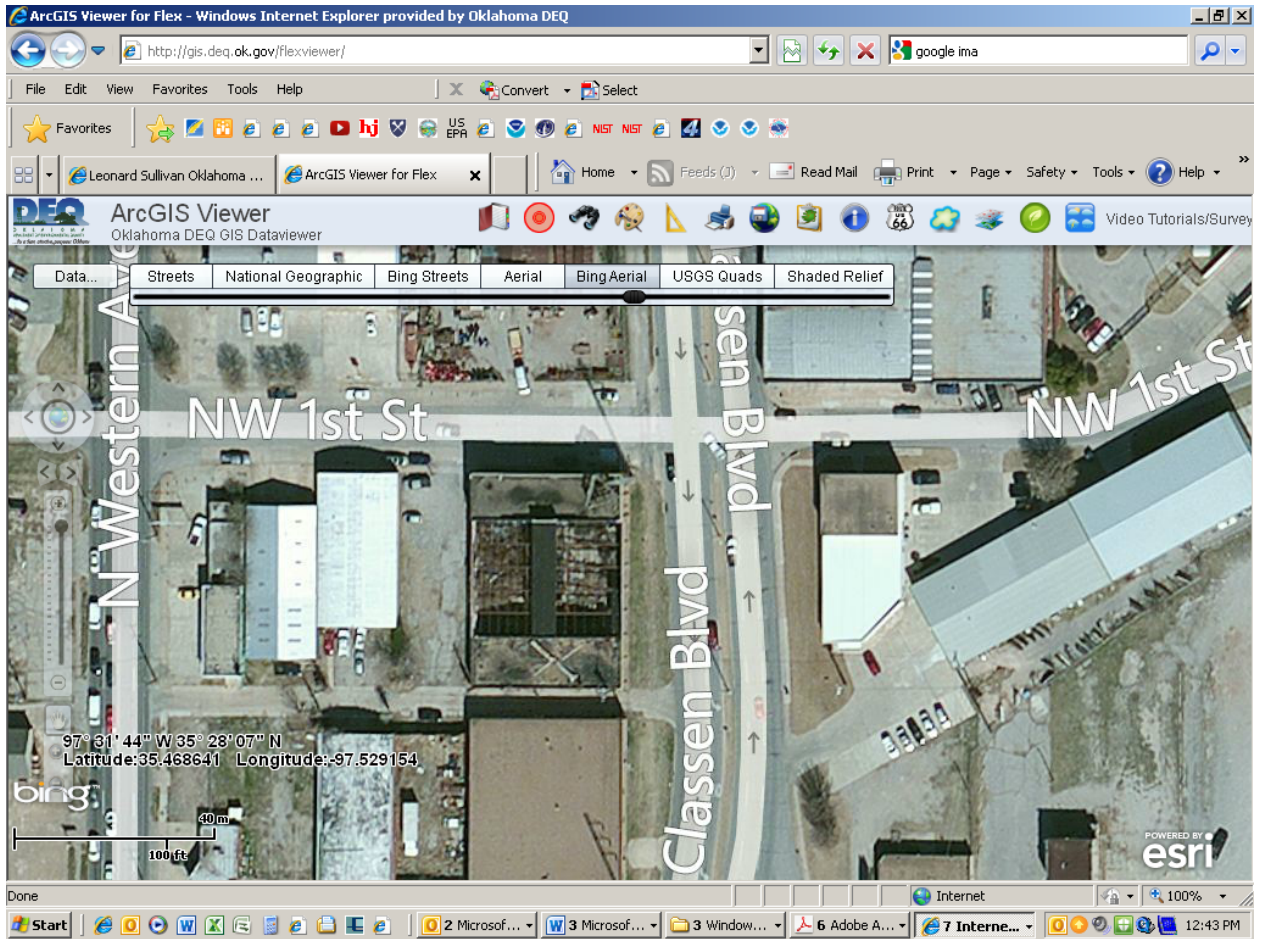 ArcGIS Viewer for Flex - Windows Internet Explorer provided by Oklahoma DEQ
http://gis.deq.ok.gov/flexviewer/
google ima
File Edit View Favorites Tools Help
X Convert Select
Favorites
hj US EPA NIST NIST 4
Leonard Sullivan Oklahoma ...
ArcGIS Viewer for Flex x
Home Feeds (J) Read Mail Print Page Safety Tools Help »
DEQ
ArcGIS Viewer
Oklahoma DEQ GIS Dataviewer
US 66
Video Tutorials/Survey
Data...
Streets National Geographic Bing Streets Aerial Bing Aerial USGS Quads Shaded Relief
N Western Ave
NW 1st St
Classen Blvd
NW 1st St
Classen Blvd
97° 31' 44" W 35° 28' 07" N
Latitude:35.468641 Longitude:-97.529154
bing
40 m
100 ft
POWERED BY
esri
Done
Internet
100%
Start
2 Microsof...
3 Microsof...
3 Window...
6 Adobe A...
7 Interne...
12:43 PM